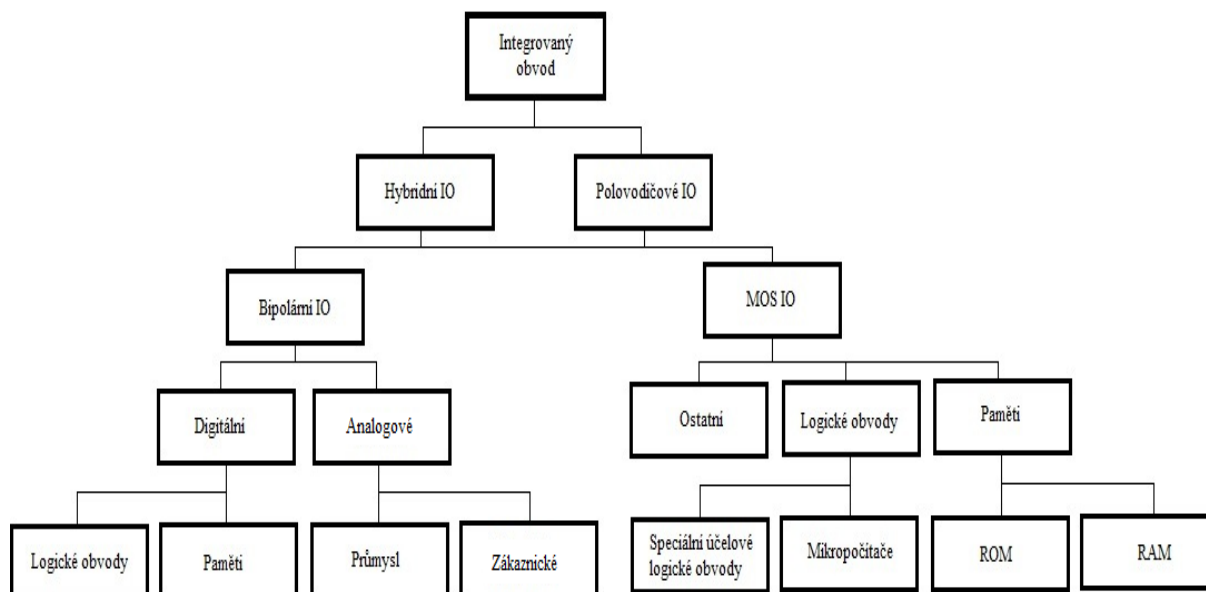 Integrovaný
obvod
Hybridní IO
Polovodičové IO
Bipolární IO
MOS IO
Digitální
Analogové
Ostatní
Logické obvody
Paměti
Logické obvody
Paměti
Průmysl
Zákaznické
Speciální účelové
logické obvody
Mikropočítače
ROM
RAM